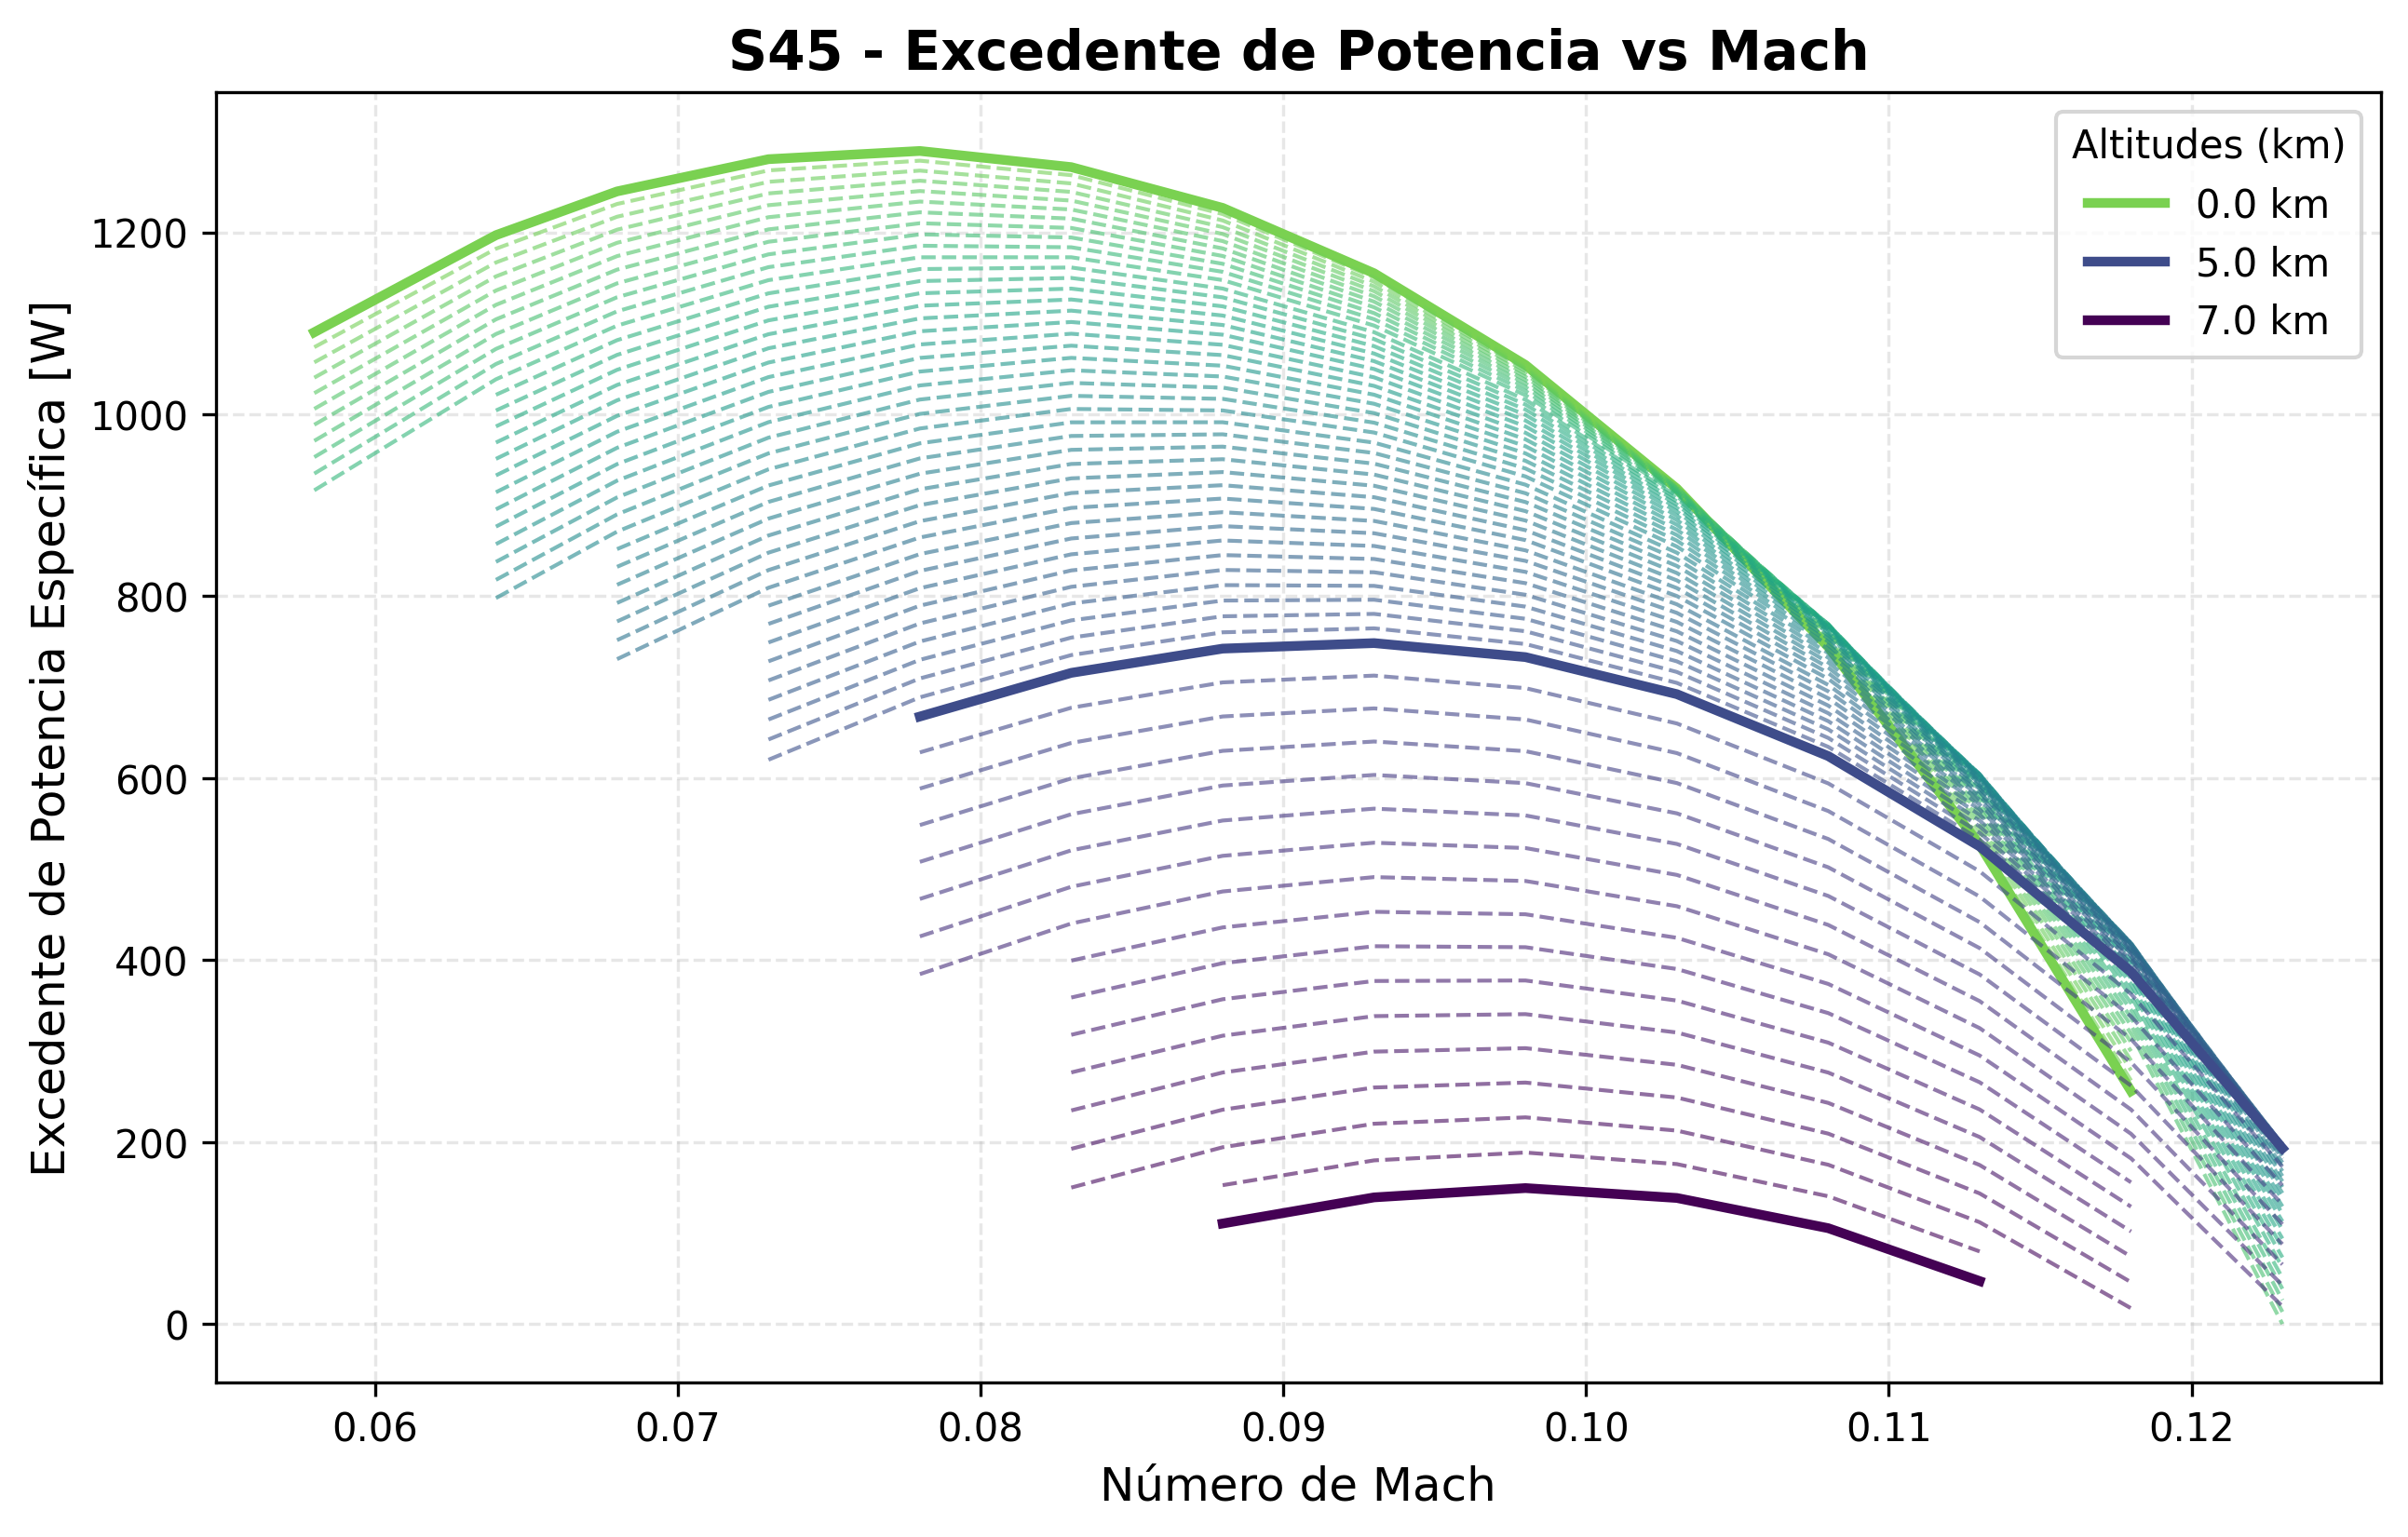 S45 - Excedente de Potencia vs Mach
Excedente de Potencia Específica [W]
1200
1000
800
600
400
200
0
Altitudes (km)
0.0 km
5.0 km
7.0 km
0.06 0.07 0.08 0.09 0.10 0.11 0.12
Número de Mach